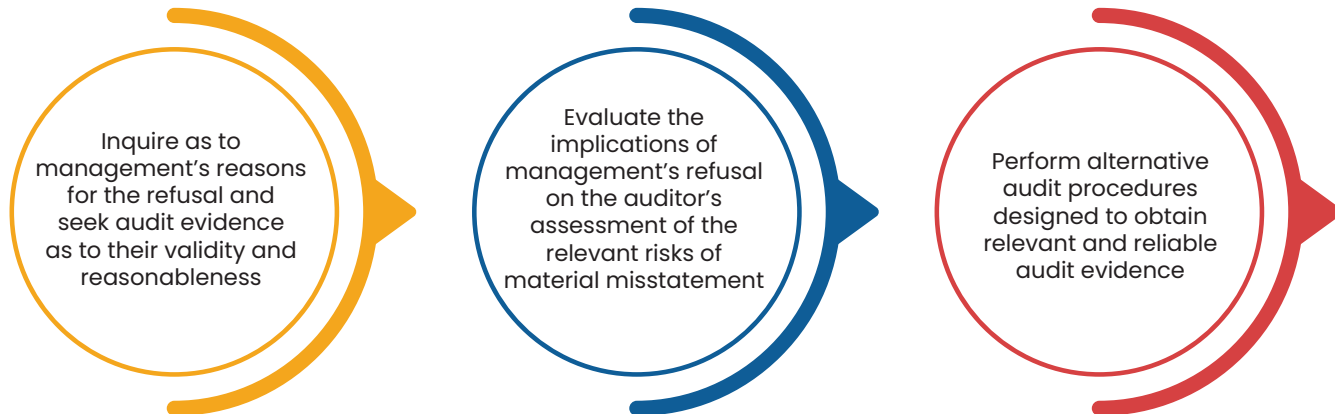 Inquire as to
management’s reasons
for the refusal and
seek audit evidence
as to their validity and
reasonableness
Evaluate the
implications of
management’s refusal
on the auditor’s
assessment of the
relevant risks of
material misstatement
Perform alternative
audit procedures
designed to obtain
relevant and reliable
audit evidence